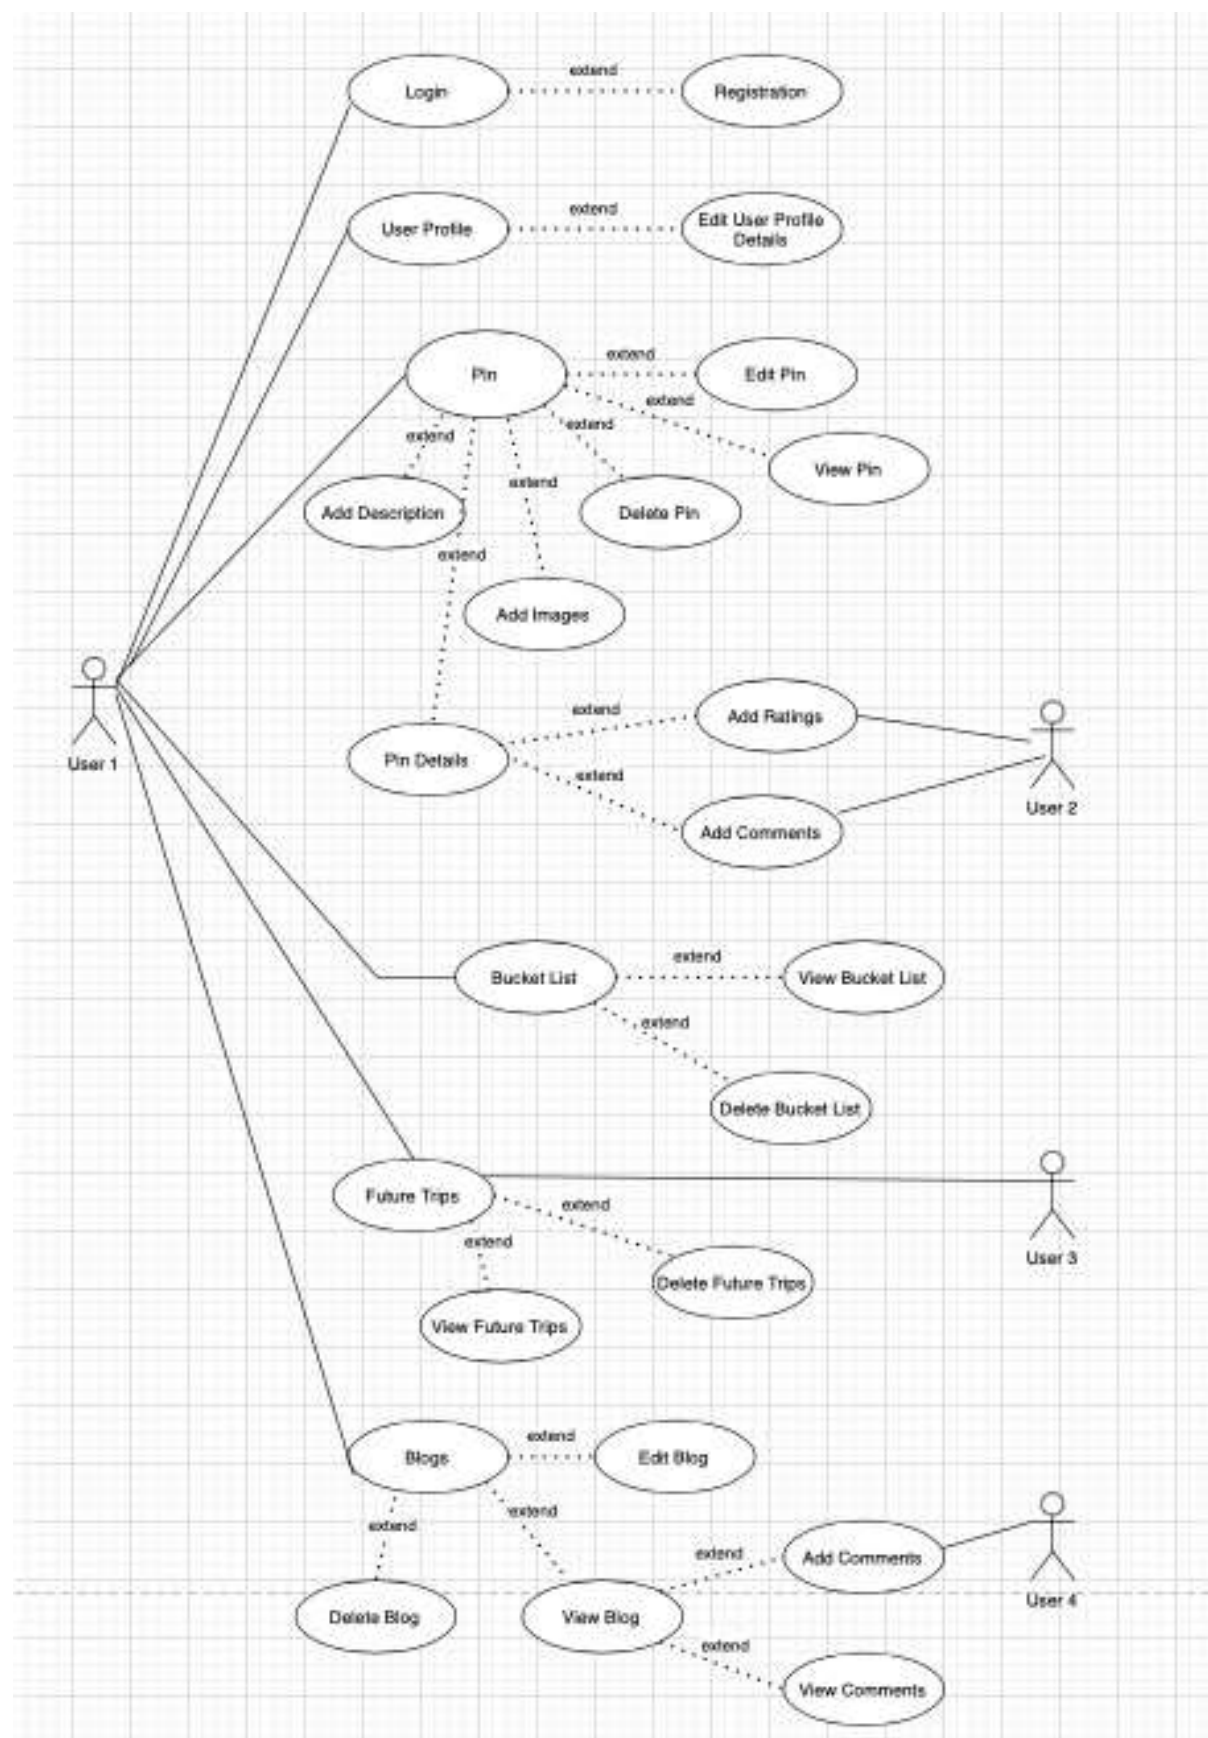 extend
Login
Registration
extend
User Profile
Edit User Profile
Details
extend
Pin
Edit Pin
extend
extend
extend
View Pin
extend
Add Description
Delete Pin
extend
Add Images
extend
Add Ratings
Pin Details
User 1
extend
User 2
Add Comments
extend
Bucket List
View Bucket List
extend
Delete Bucket List
Future Trips
extend
extend
User 3
Delete Future Trips
View Future Trips
extend
Blogs
Edit Blog
extend
extend
extend
Add Comments
User 4
Delete Blog
View Blog
extend
View Comments